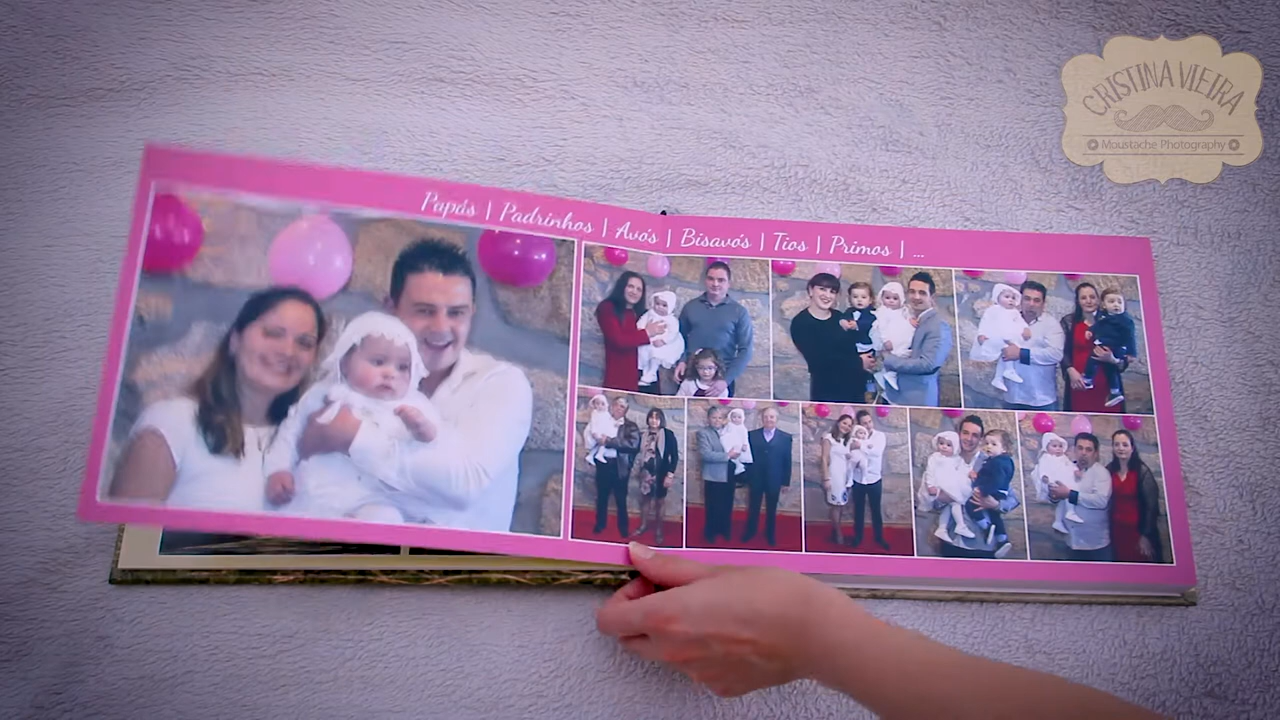 CRISTINA VIEIRA
Moustache Photography
Papás | Padrinhos | Avós | Bisavós | Tios | Primos | ...